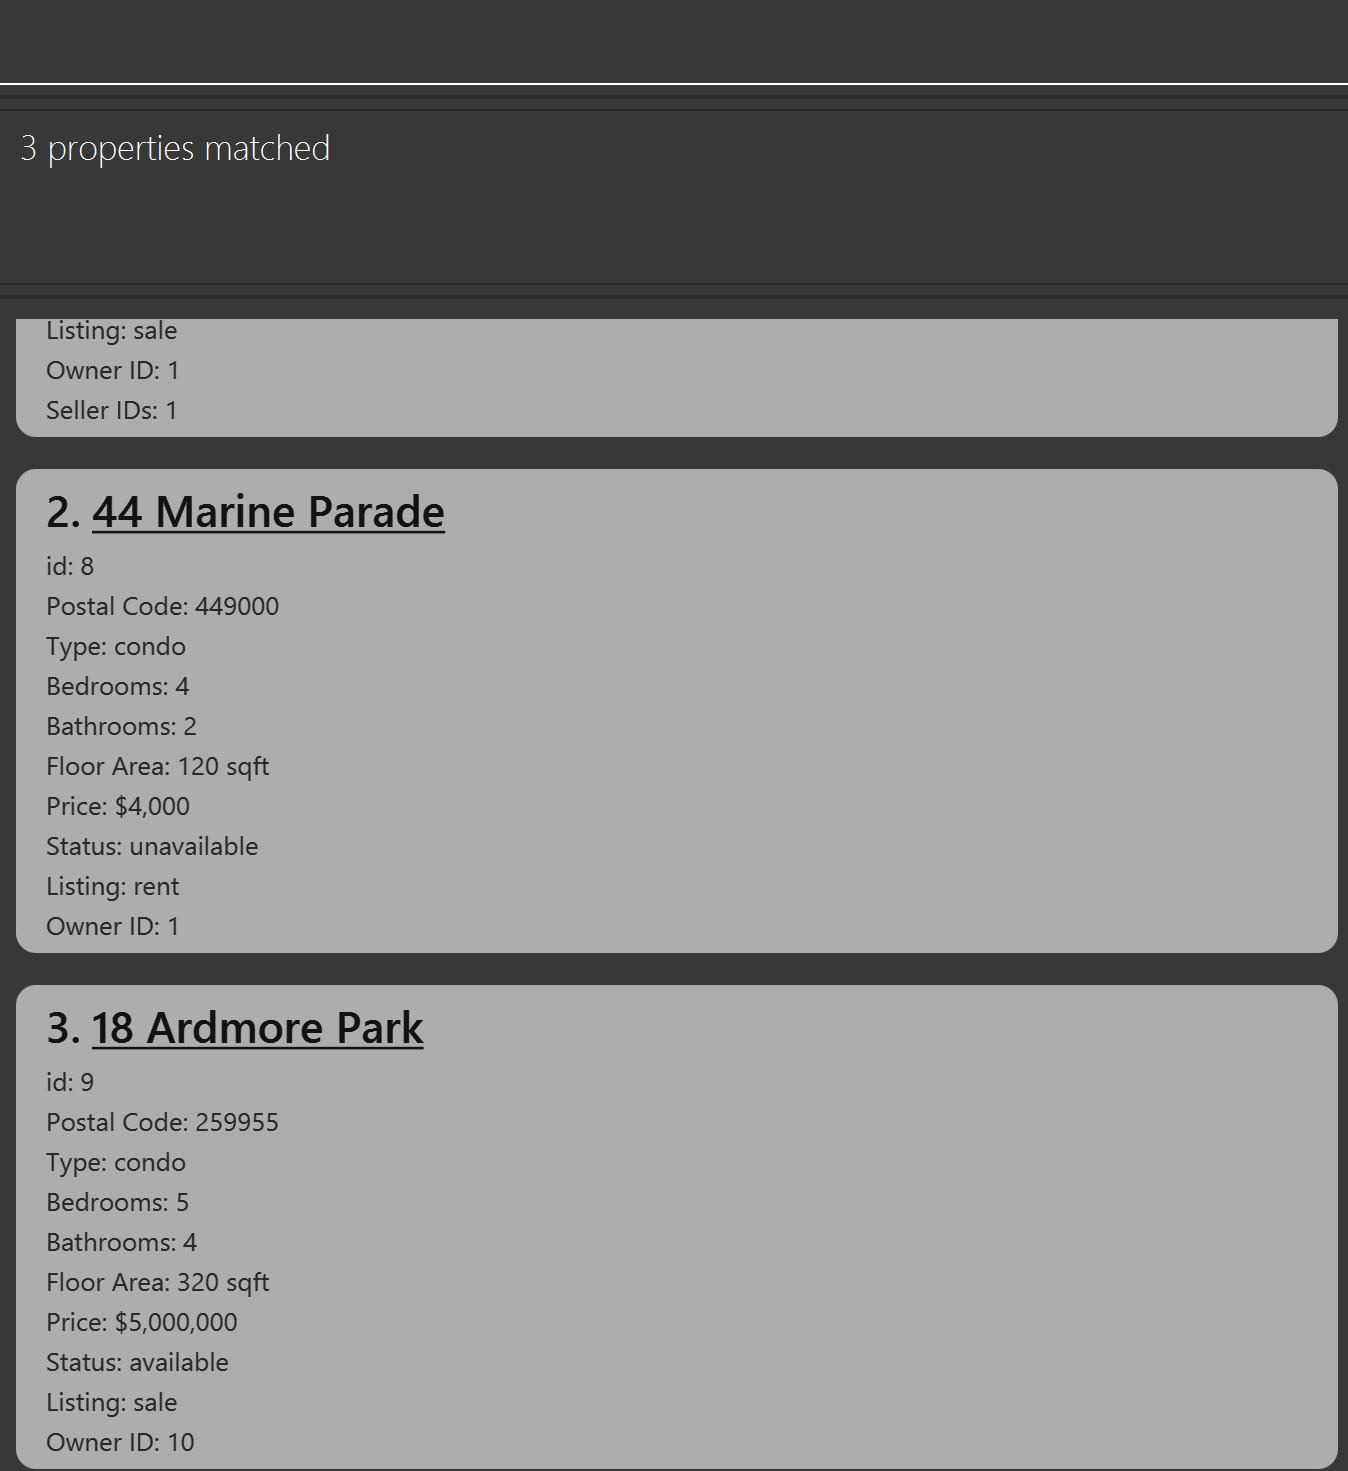 3 properties matched
Listing: sale
Owner ID: 1
Seller IDs: 1
2. 44 Marine Parade
id: 8
Postal Code: 449000
Type: condo
Bedrooms: 4
Bathrooms: 2
Floor Area: 120 sqft
Price: $4,000
Status: unavailable
Listing: rent
Owner ID: 1
3. 18 Ardmore Park
id: 9
Postal Code: 259955
Type: condo
Bedrooms: 5
Bathrooms: 4
Floor Area: 320 sqft
Price: $5,000,000
Status: available
Listing: sale
Owner ID: 10